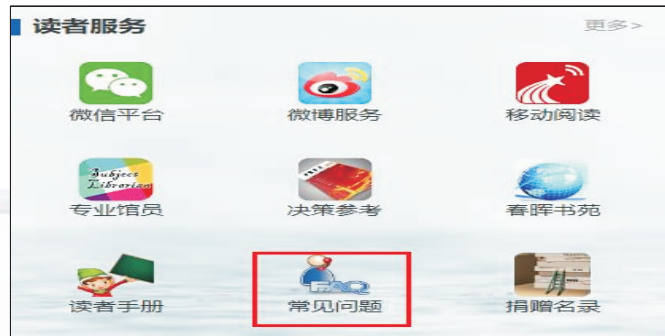 读者服务 更多>
微信平台 微博服务 移动阅读
Subject
Librarian
专业馆员 决策参考 春晖书苑
FAQ
读者手册 常见问题 捐赠名录